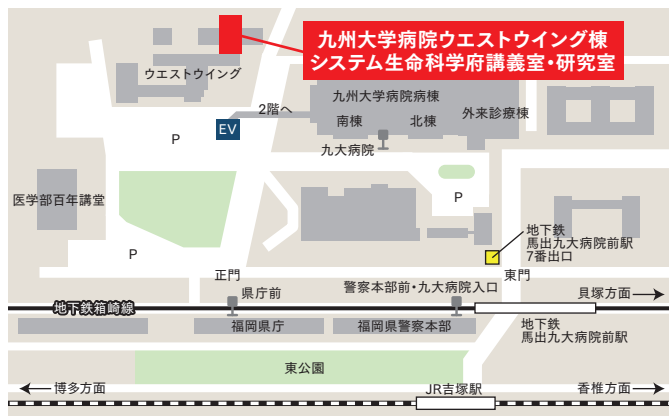 九州大学病院ウエストウイング棟
システム生命科学府講義室・研究室
ウエストウイング
2階へ
EV
P
九州大学病院病棟
南棟
北棟
外来診療棟
九大病院
医学部百年講堂
P
P
地下鉄
馬出九大病院前駅
7番出口
正門
東門
県庁前
警察本部前・九大病院入口
貝塚方面
地下鉄箱崎線
福岡県庁
福岡県警察本部
地下鉄
馬出九大病院前駅
東公園
博多方面
JR吉塚駅
香椎方面